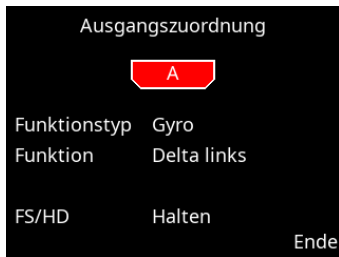 Ausgangszuordnung
A
Funktionstyp Gyro
Funktion Delta links
FS/HD Halten
Ende